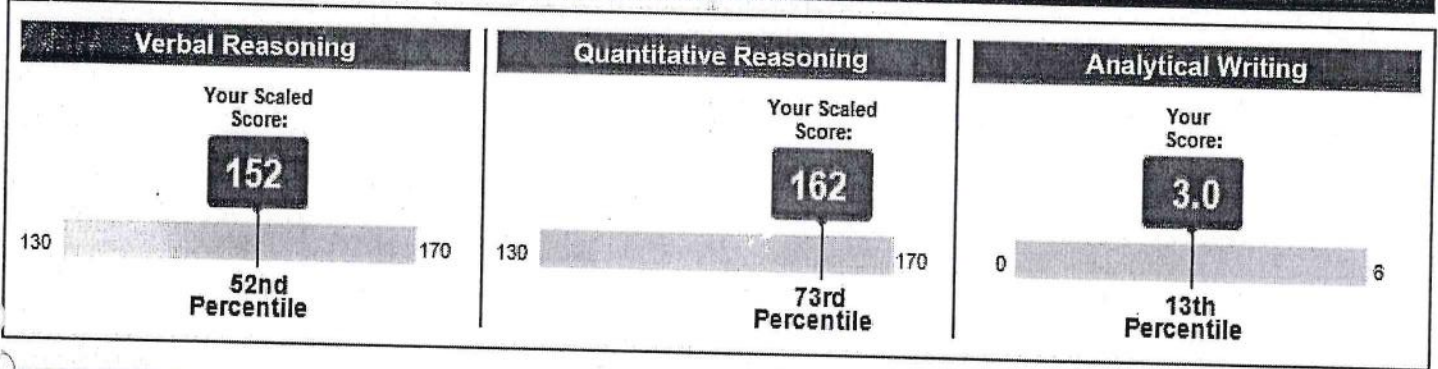 Verbal Reasoning
Your Scaled
Score:
152
130
170
52nd
Percentile
Quantitative Reasoning
Your Scaled
Score:
162
130
170
73rd
Percentile
Analytical Writing
Your
Score:
3.0
0
6
13th
Percentile